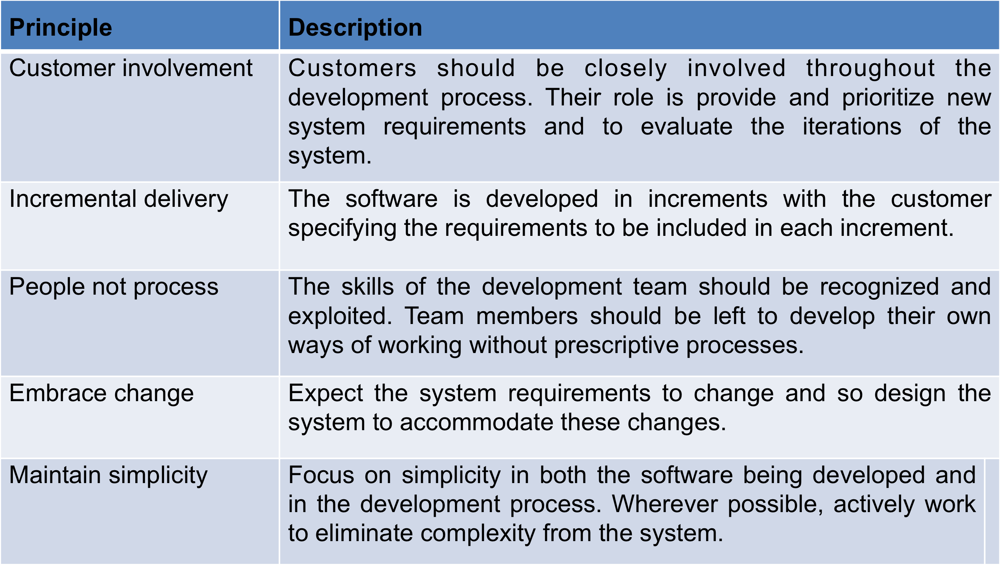 Principle
Description
Customer involvement
Customers should be closely involved throughout the
development process. Their role is provide and prioritize new
system requirements and to evaluate the iterations of the
system.
Incremental delivery
The software is developed in increments with the customer
specifying the requirements to be included in each increment.
People not process
The skills of the development team should be recognized and
exploited. Team members should be left to develop their own
ways of working without prescriptive processes.
Embrace change
Expect the system requirements to change and so design the
system to accommodate these changes.
Maintain simplicity
Focus on simplicity in both the software being developed and
in the development process. Wherever possible, actively work
to eliminate complexity from the system.